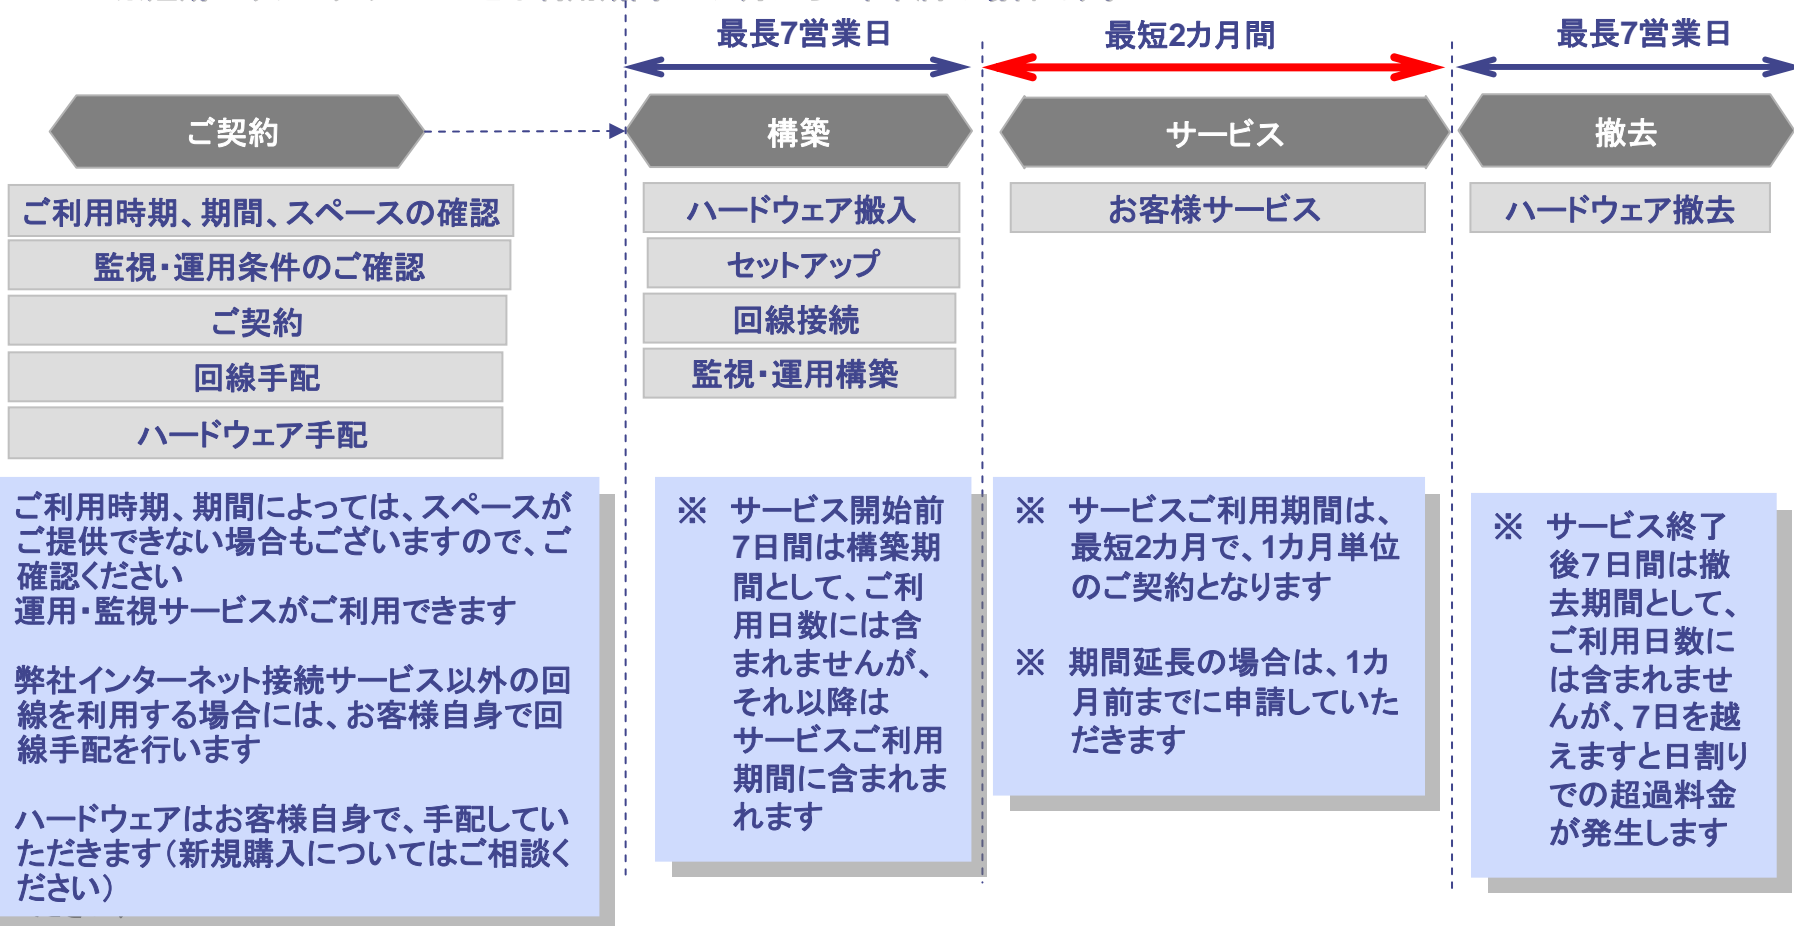 最長7営業日
最短2カ月間
最長7営業日
ご契約
構築
サービス
撤去
ご利用時期、期間、スペースの確認
監視・運用条件のご確認
ご契約
回線手配
ハードウェア手配
ハードウェア搬入
セットアップ
回線接続
監視・運用構築
お客様サービス
ハードウェア撤去
ご利用時期、期間によっては、スペースが
ご提供できない場合もございますので、ご
確認ください
運用・監視サービスがご利用できます
弊社インターネット接続サービス以外の回
線を利用する場合には、お客様自身で回
線手配を行います
ハードウェアはお客様自身で、手配してい
ただきます(新規購入についてはご相談く
ださい)
※ サービス開始前
7日間は構築期
間として、ご利
用日数には含
まれませんが、
それ以降は
サービスご利用
期間に含まれま
れます
※ サービスご利用期間は、
最短2カ月で、1カ月単位
のご契約となります
※ 期間延長の場合は、1カ
月前までに申請していた
だきます
※ サービス終了
後7日間は撤
去期間として、
ご利用日数に
は含まれませ
んが、7日を越
えますと日割り
での超過料金
が発生します